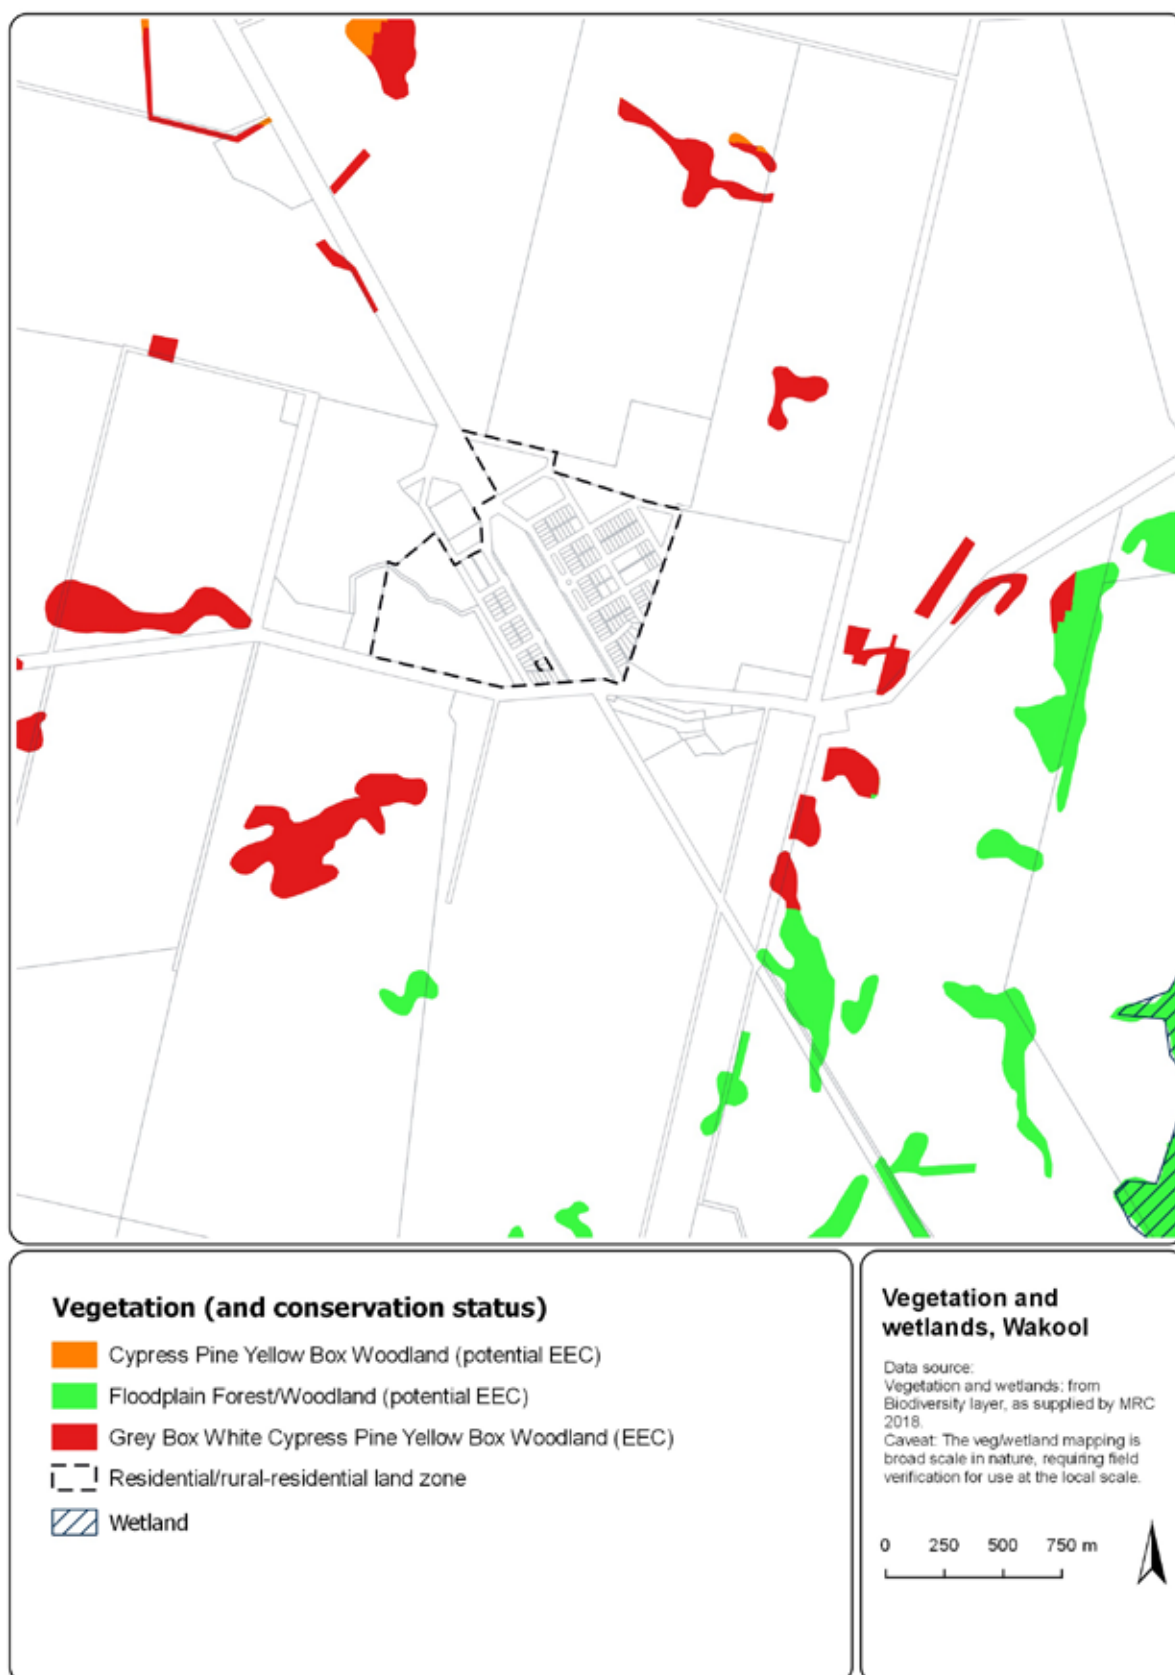 Vegetation (and conservation status)
Cypress Pine Yellow Box Woodland (potential EEC)
Floodplain Forest/Woodland (potential EEC)
Grey Box White Cypress Pine Yellow Box Woodland (EEC)
Residential/rural-residential land zone
Wetland
Vegetation and
wetlands, Wakool
Data source:
Vegetation and wetlands: from
Biodiversity layer, as supplied by MRC
2018.
Caveat: The veg/wetland mapping is
broad scale in nature, requiring field
verification for use at the local scale.
0 250 500 750 m